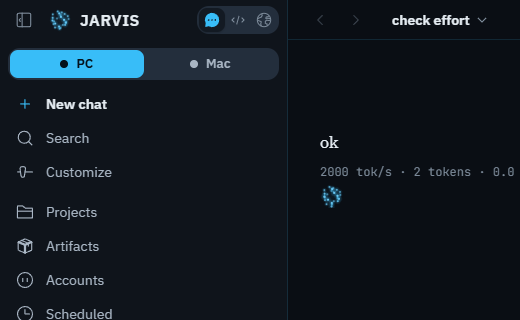 JARVIS
PC
Mac
New chat
Search
Customize
Projects
Artifacts
Accounts
Scheduled
check effort
ok
2000 tok/s · 2 tokens · 0.0